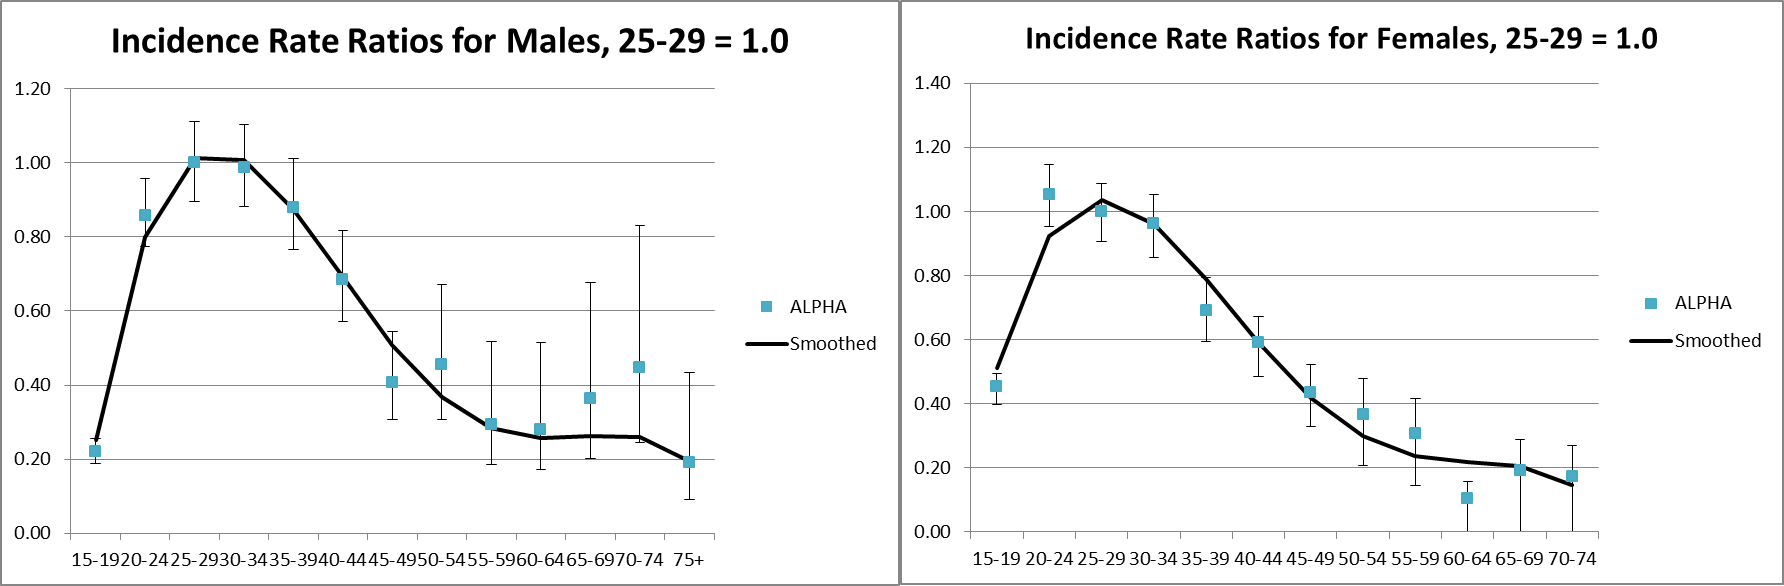 Incidence Rate Ratios for Males, 25-29 = 1.0
1.20
1.00
0.80
0.60
0.40
0.20
0.00
15-19 20-24 25-29 30-34 35-39 40-44 45-49 50-54 55-59 60-64 65-69 70-74 75+
ALPHA
Smoothed
Incidence Rate Ratios for Females, 25-29 = 1.0
1.40
1.20
1.00
0.80
0.60
0.40
0.20
0.00
15-19 20-24 25-29 30-34 35-39 40-44 45-49 50-54 55-59 60-64 65-69 70-74
ALPHA
Smoothed